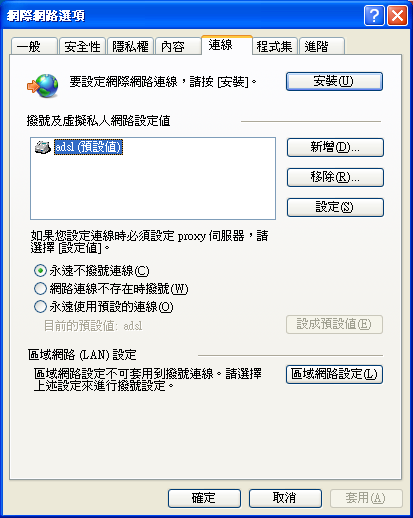 網際網路選項
一般 安全性 隱私權 內容 連線 程式集 進階
要設定網際網路連線，請按 [安裝]。 安裝(U)
撥號及虛擬私人網路設定值
adsl (預設值) 新增(D)...
移除(R)...
設定(S)
如果您設定連線時必須設定 proxy 伺服器，請
選擇 [設定值]。
永遠不撥號連線(C)
網路連線不存在時撥號(W)
永遠使用預設的連線(O)
目前的預設值: adsl 設成預設值(E)
區域網路 (LAN) 設定
區域網路設定不可套用到撥號連線。請選擇 區域網路設定(L)
上述設定來進行撥號設定。
確定 取消 套用(A)